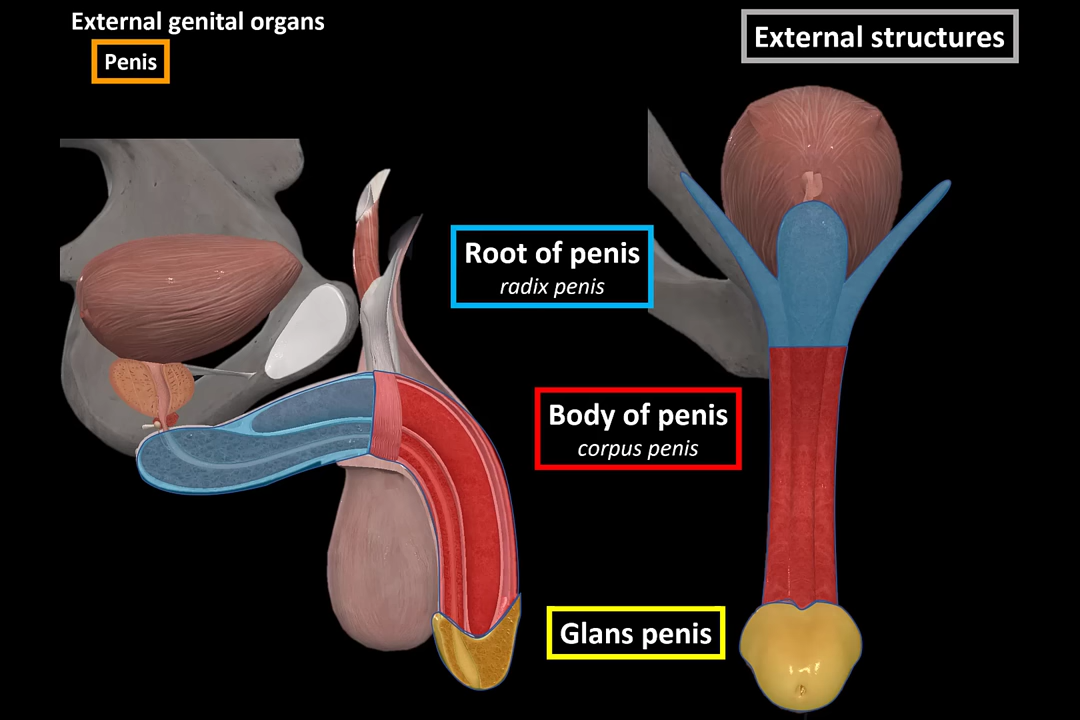 External genital organs
Penis
External structures
Root of penis
radix penis
Body of penis
corpus penis
Glans penis